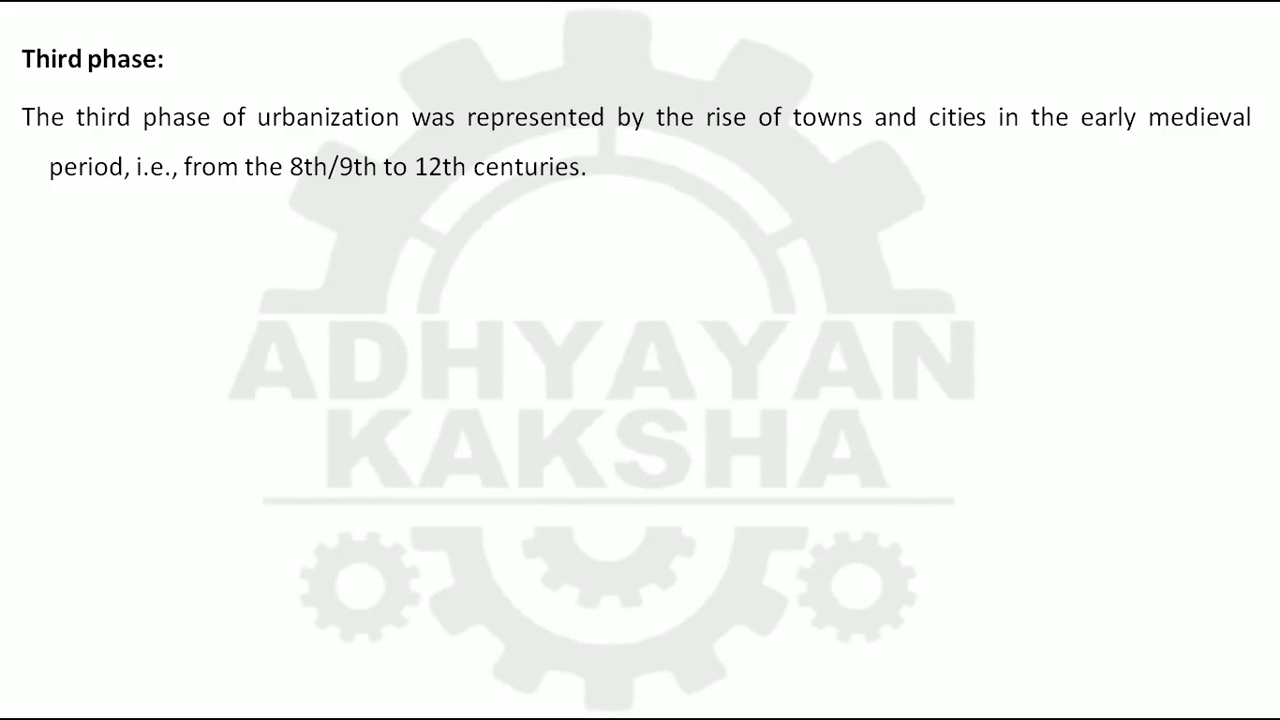 Third phase:
The third phase of urbanization was represented by the rise of towns and cities in the early medieval
period, i.e., from the 8th/9th to 12th centuries.
ADHYAYAN
KAKSHA